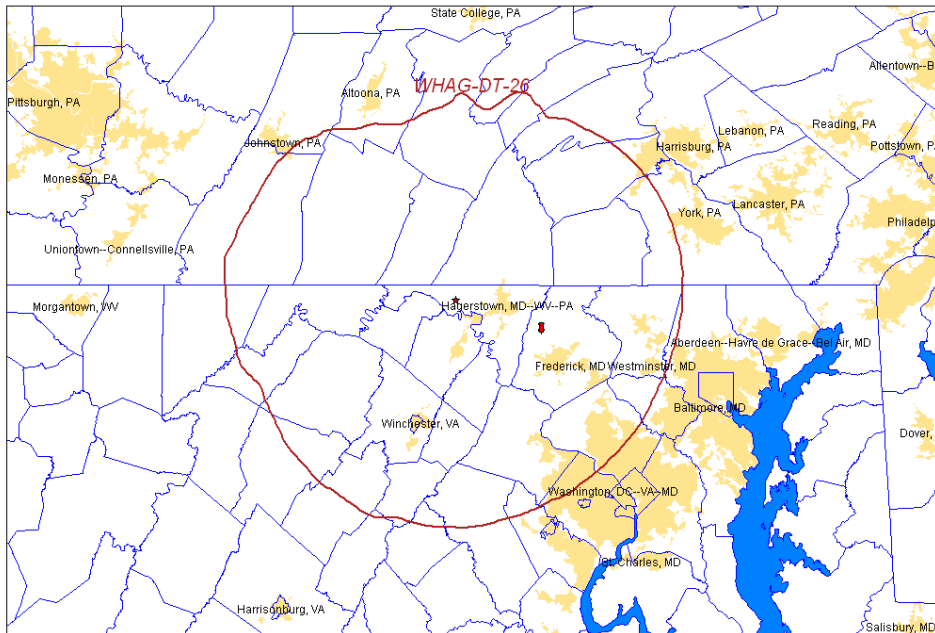 State College, PA
Allentown--B
Altoona, PA
WHAG-DT-26
Pittsburgh, PA
Lebanon, PA
Reading, PA
Johnstown, PA
Harrisburg, PA
Pottstown, PA
Monessen, PA
Lancaster, PA
York, PA
Philadelp
Uniontown--Connellsville, PA
Morgantown, WV
Hagerstown, MD--WV--PA
Aberdeen--Havre de Grace--Bel Air, MD
Frederick, MD
Westminster, MD
Baltimore, MD
Winchester, VA
Dover,
Washington, DC--VA--MD
St. Charles, MD
Harrisonburg, VA
Salisbury, MD